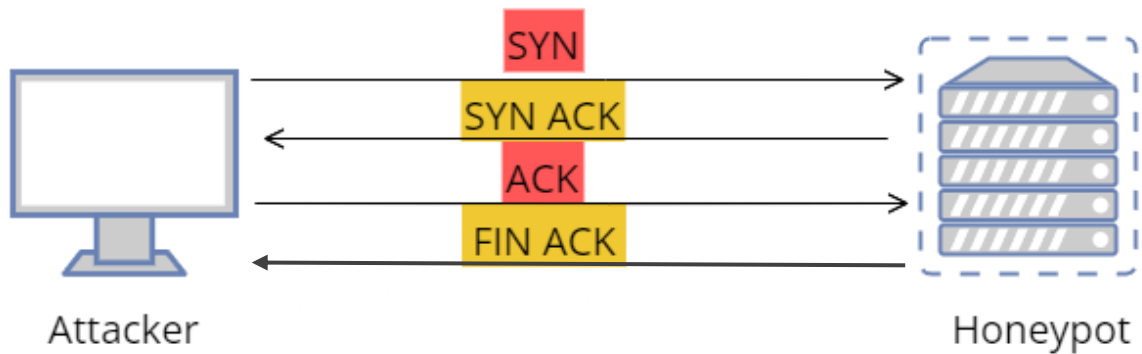 SYN
SYN ACK
ACK
FIN ACK
Attacker
Honeypot